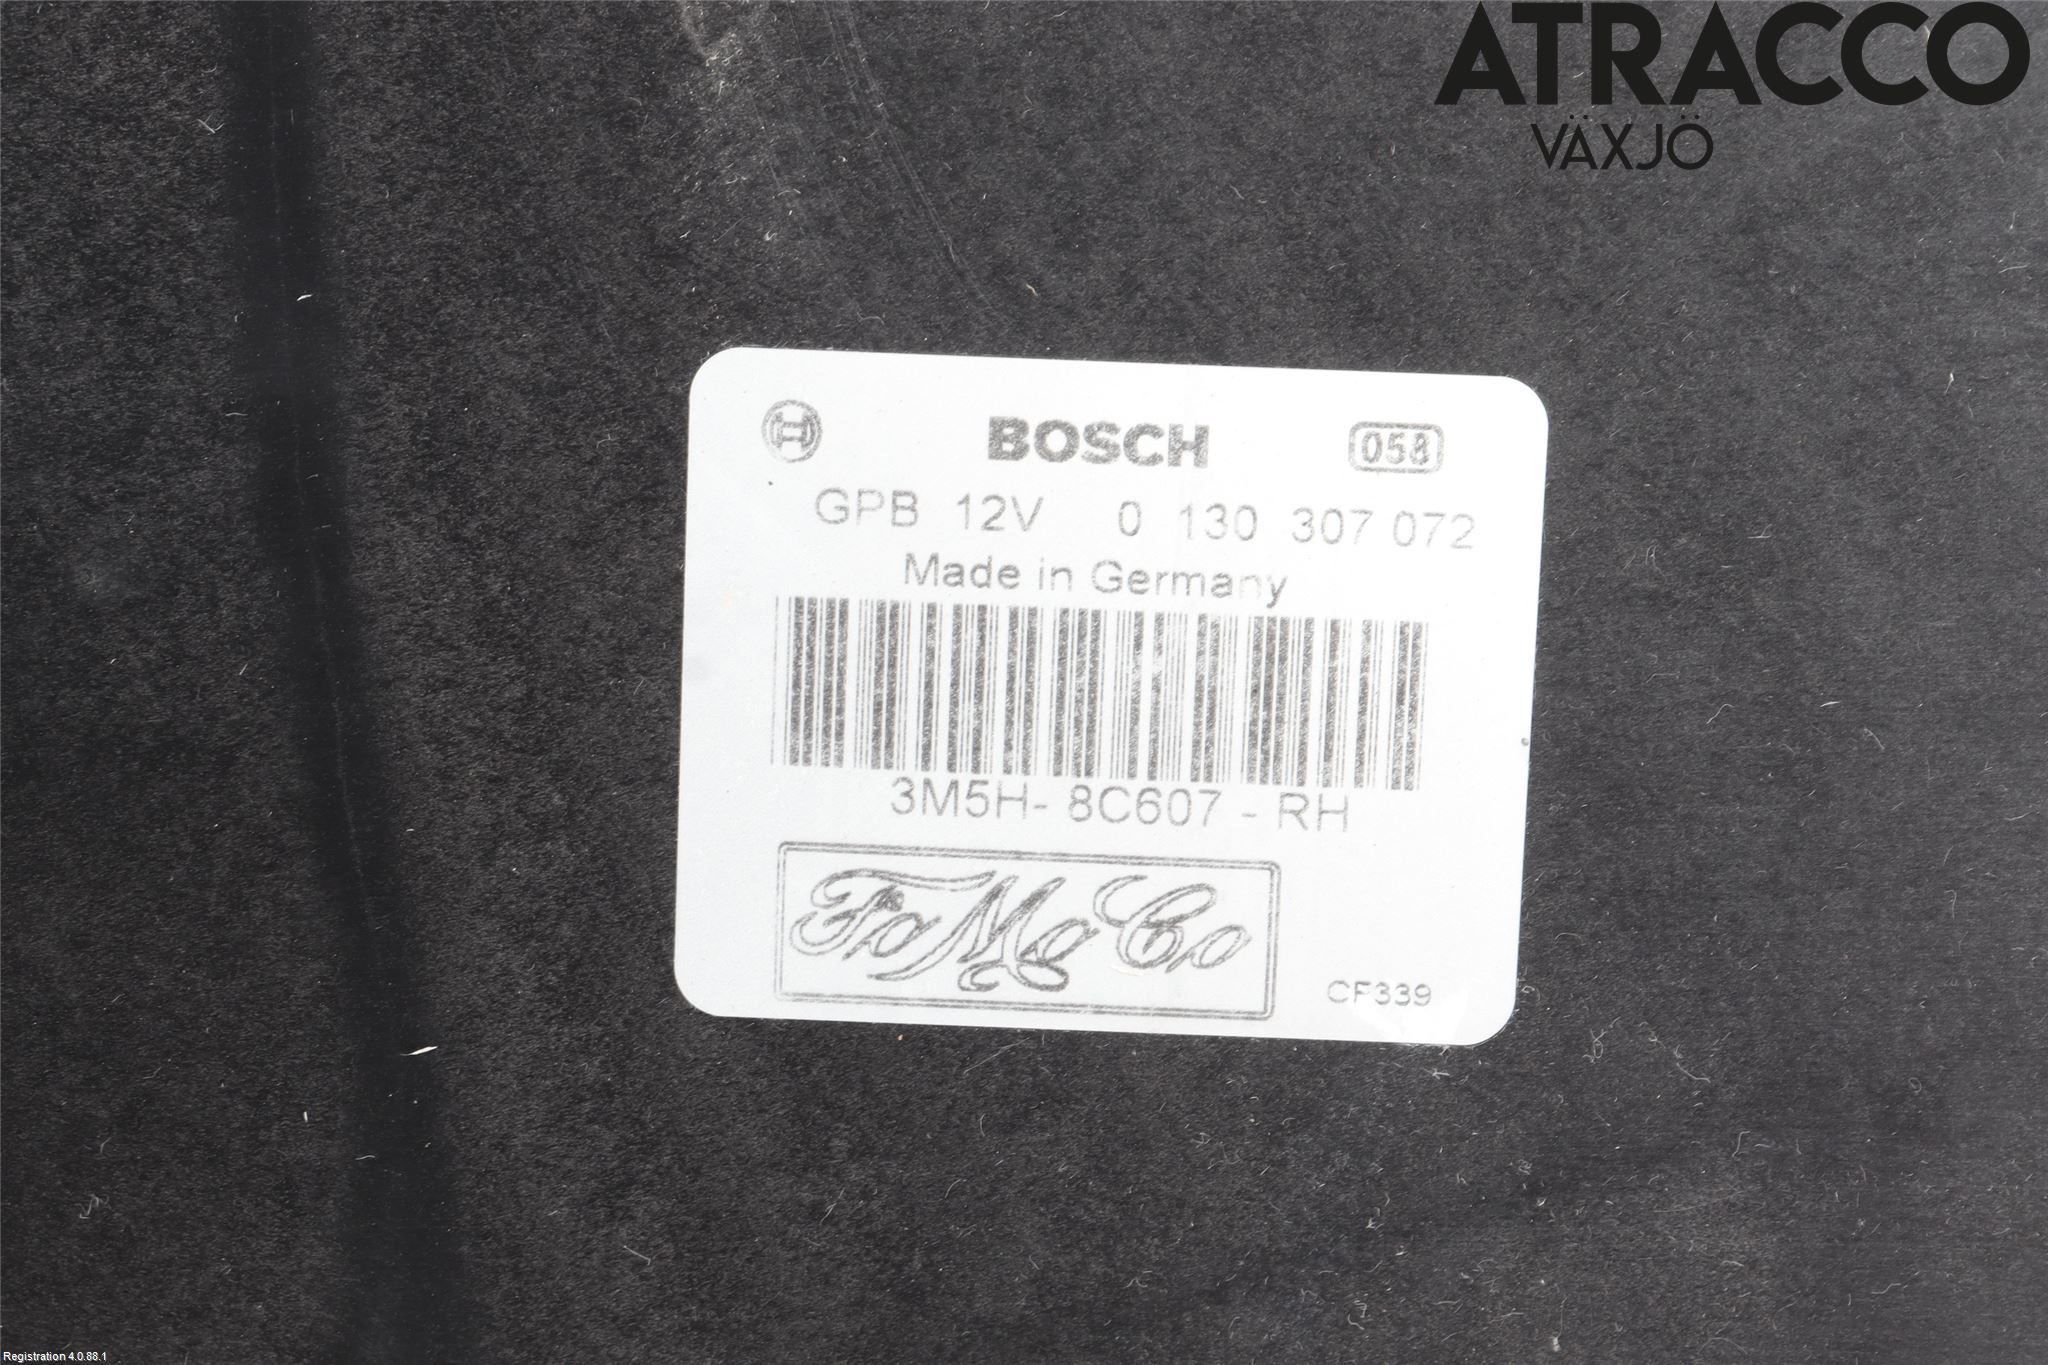 ATRACCO
VÄXJÖ
BOSCH 058
GPB 12V 0 130 307 072
Made in Germany
3M5H- 8C607 - RH
FoMoCo
CF339
Registration 4.0.88.1